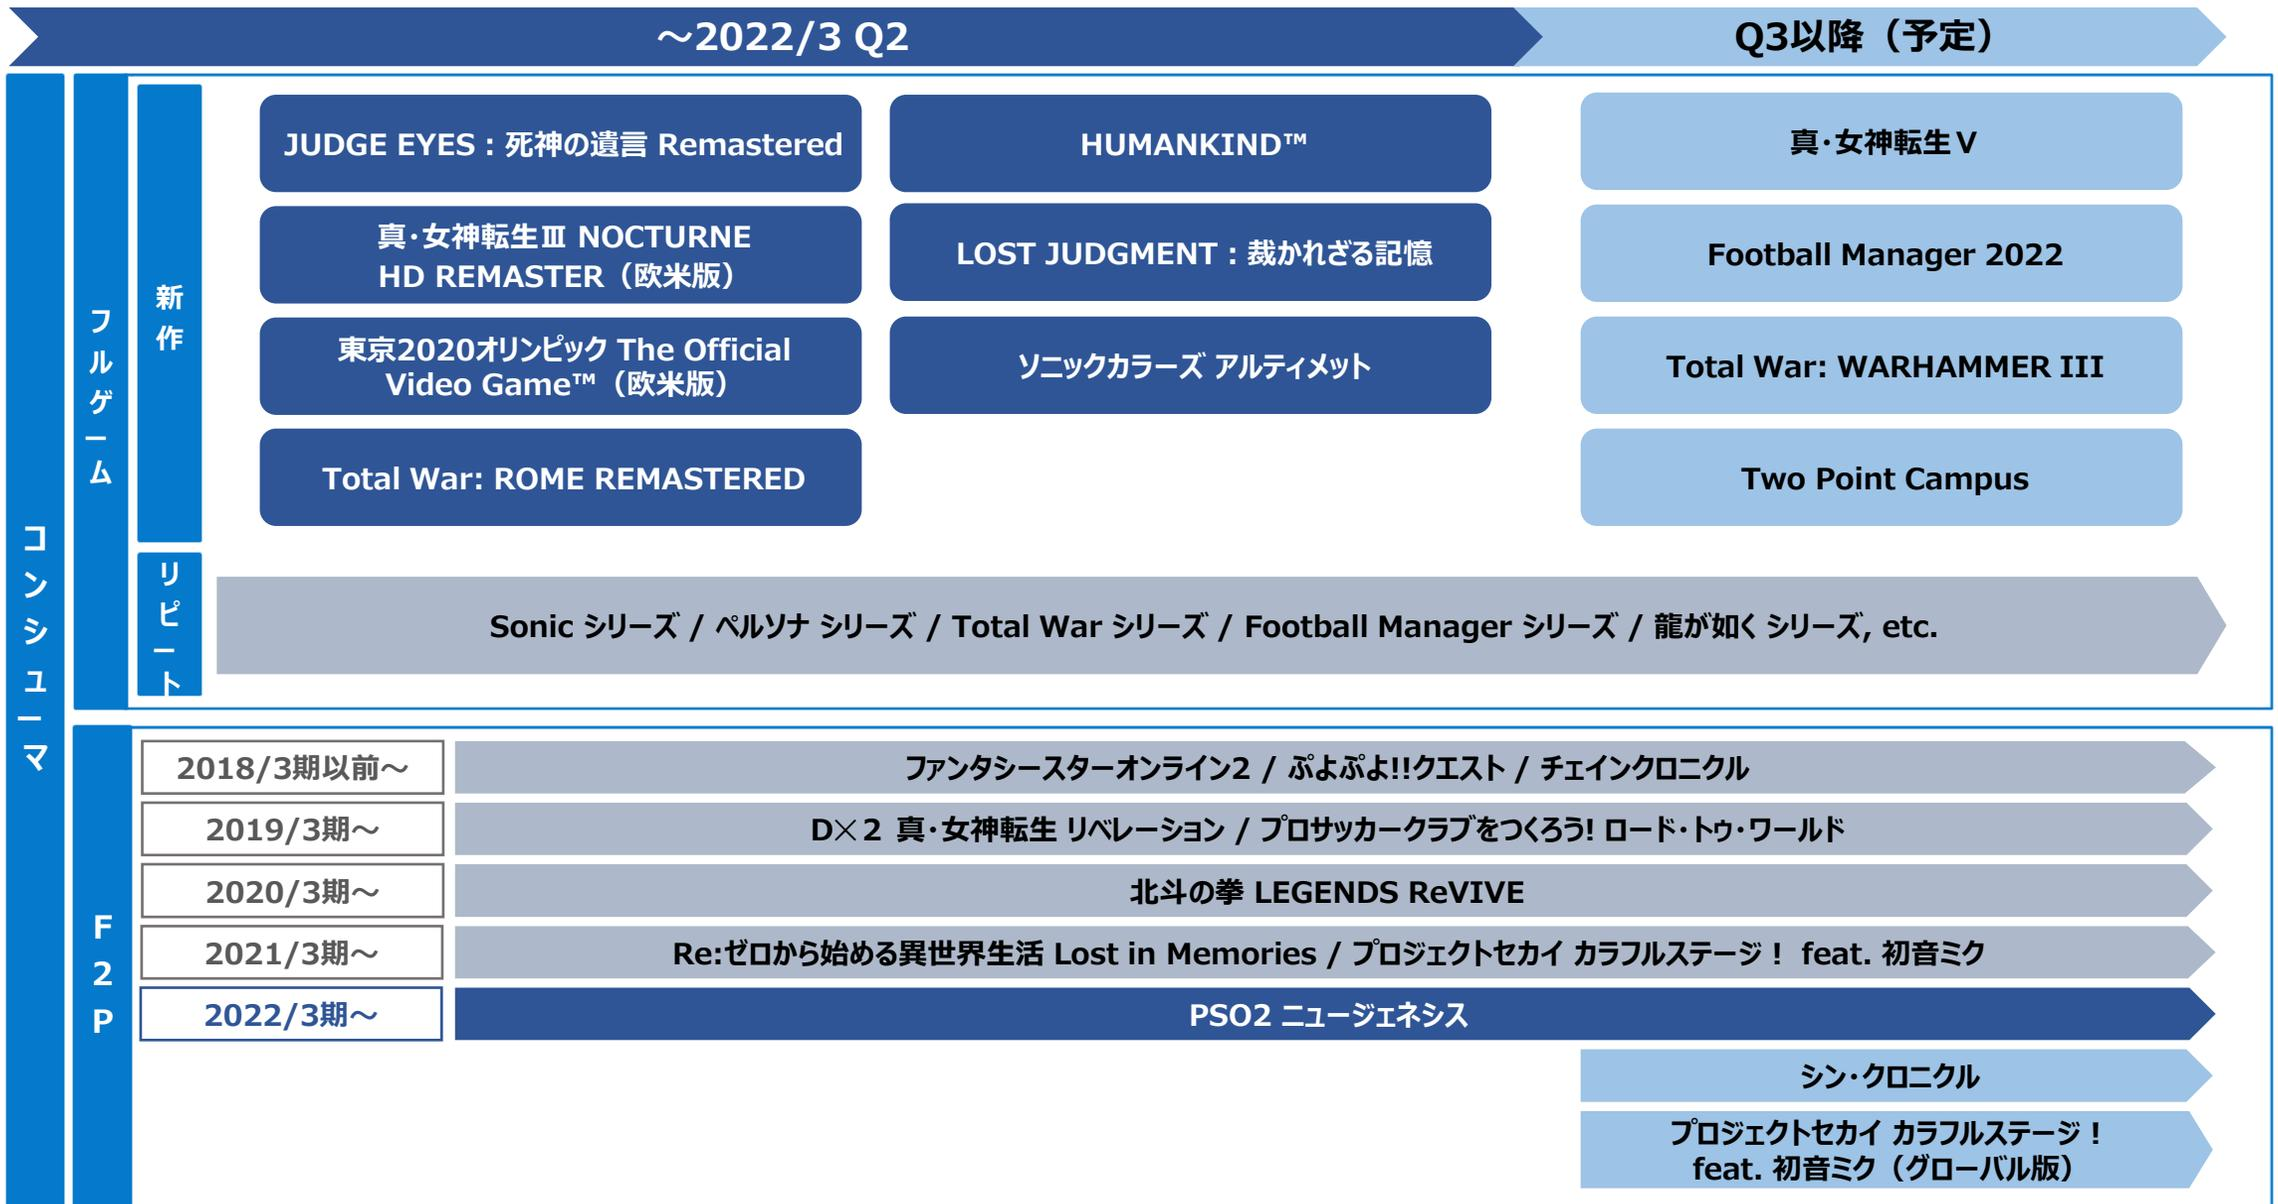 ～2022/3 Q2
Q3以降（予定）
コンシューマ
フルゲーム
新作
JUDGE EYES：死神の遺言 Remastered
HUMANKIND™
真・女神転生Ⅴ
真・女神転生Ⅲ NOCTURNE
HD REMASTER（欧米版）
LOST JUDGMENT：裁かれざる記憶
Football Manager 2022
東京2020オリンピック The Official
Video Game™（欧米版）
ソニックカラーズ アルティメット
Total War: WARHAMMER III
Total War: ROME REMASTERED
Two Point Campus
リピート
Sonic シリーズ / ペルソナ シリーズ / Total War シリーズ / Football Manager シリーズ / 龍が如く シリーズ, etc.
F2P
2018/3期以前～
ファンタシースターオンライン2 / ぷよぷよ!!クエスト / チェインクロニクル
2019/3期～
D×２ 真・女神転生 リベレーション / プロサッカークラブをつくろう! ロード・トゥ・ワールド
2020/3期～
北斗の拳 LEGENDS ReVIVE
2021/3期～
Re:ゼロから始める異世界生活 Lost in Memories / プロジェクトセカイ カラフルステージ！ feat. 初音ミク
2022/3期～
PSO2 ニュージェネシス
シン・クロニクル
プロジェクトセカイ カラフルステージ！
feat. 初音ミク（グローバル版）